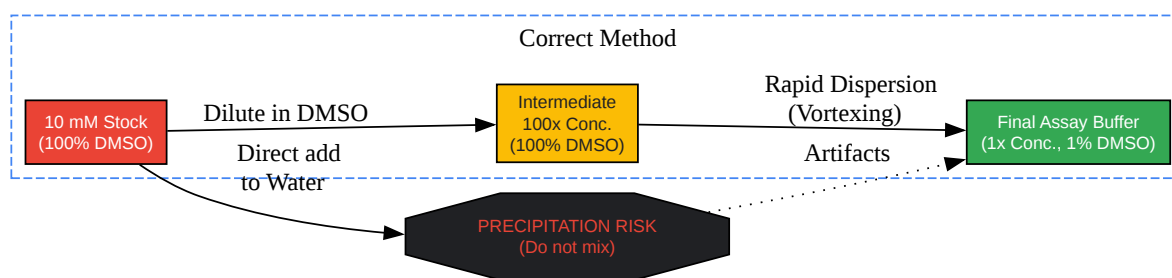 Correct Method
10 mM Stock
(100% DMSO)
Dilute in DMSO
Intermediate
100x Conc.
(100% DMSO)
Rapid Dispersion
(Vortexing)
Final Assay Buffer
(1x Conc., 1% DMSO)
Direct add
to Water
Artifacts
PRECIPITATION RISK
(Do not mix)